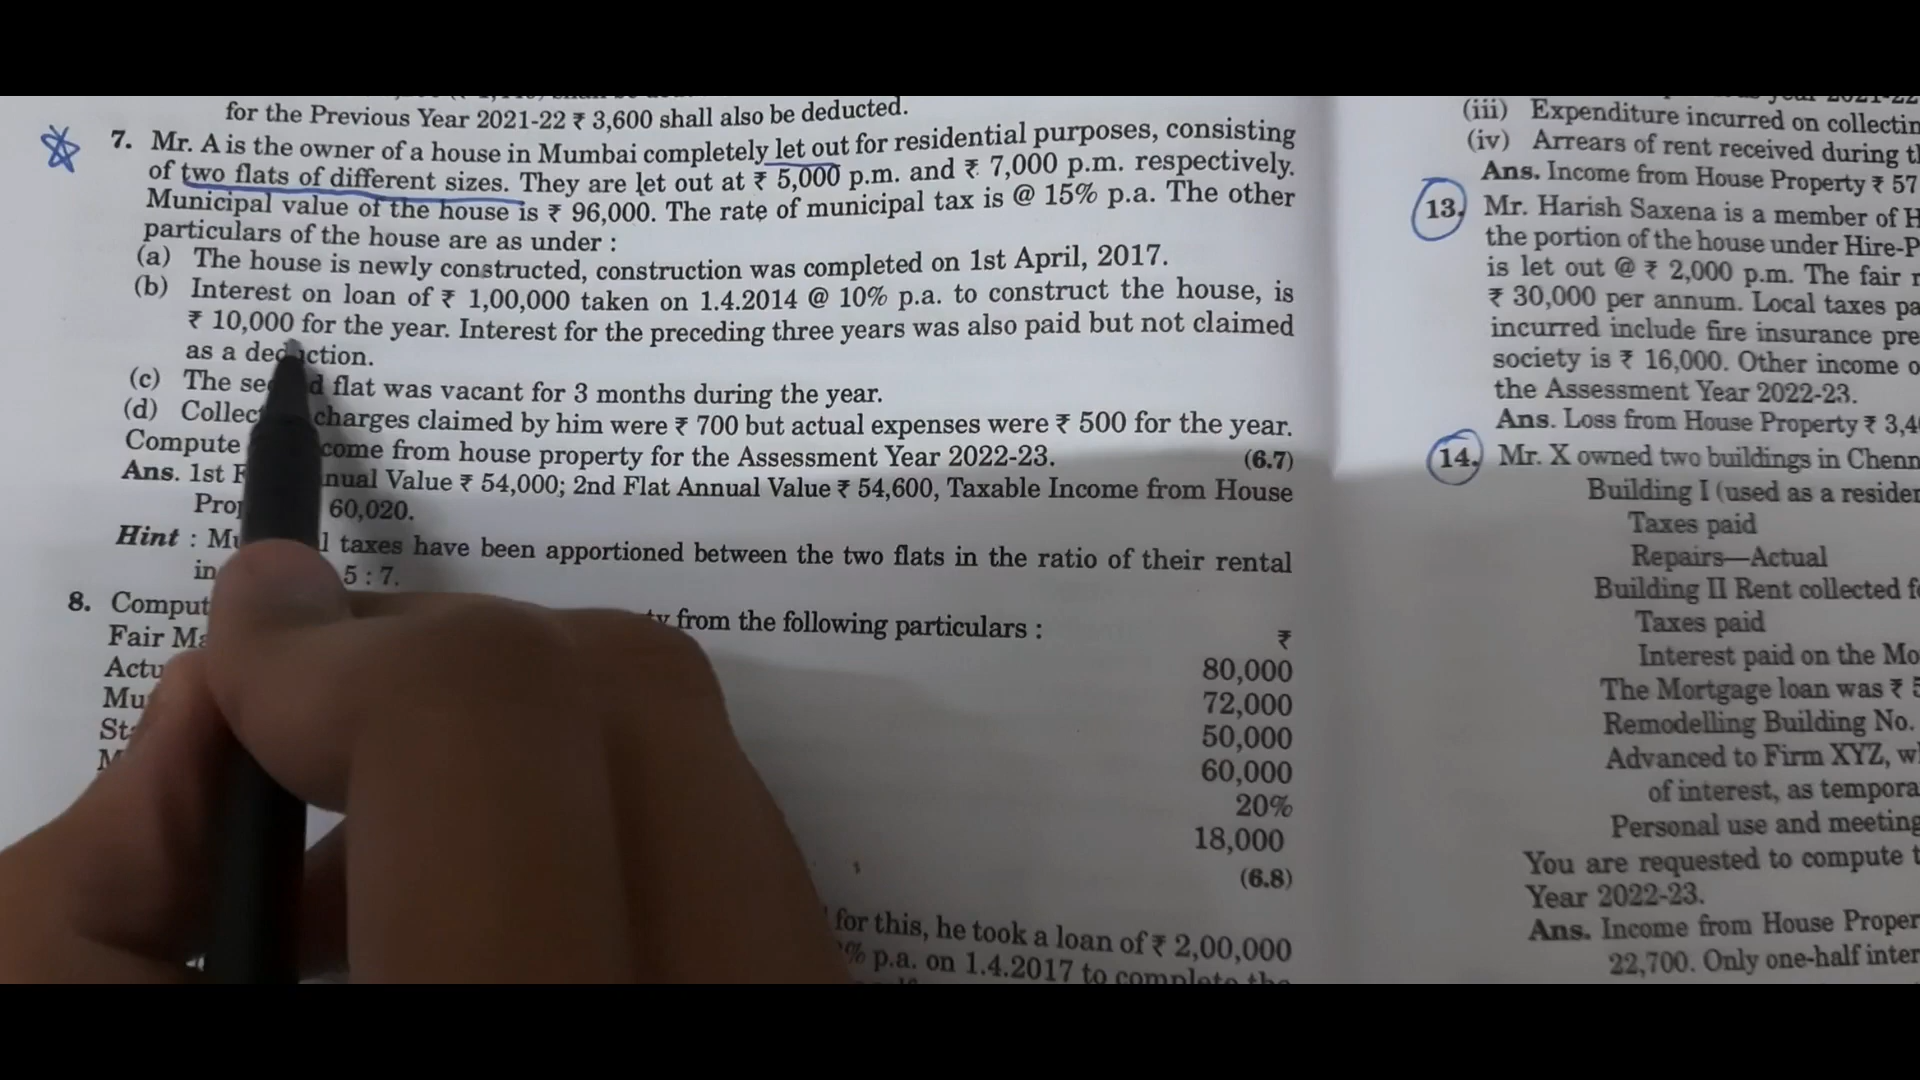 for the Previous Year 2021-22 ₹ 3,600 shall also be deducted.
7. Mr. A is the owner of a house in Mumbai completely let out for residential purposes, consisting
of two flats of different sizes. They are let out at ₹ 5,000 p.m. and ₹ 7,000 p.m. respectively.
Municipal value of the house is ₹ 96,000. The rate of municipal tax is @ 15% p.a. The other
particulars of the house are as under :
(a) The house is newly constructed, construction was completed on 1st April, 2017.
(b) Interest on loan of ₹ 1,00,000 taken on 1.4.2014 @ 10% p.a. to construct the house, is
₹ 10,000 for the year. Interest for the preceding three years was also paid but not claimed
as a deduction.
(c) The second flat was vacant for 3 months during the year.
(d) Collec charges claimed by him were ₹ 700 but actual expenses were ₹ 500 for the year.
Compute come from house property for the Assessment Year 2022-23. (6.7)
Ans. 1st F nual Value ₹ 54,000; 2nd Flat Annual Value ₹ 54,600, Taxable Income from House
Prop 60,020.
Hint : Mu l taxes have been apportioned between the two flats in the ratio of their rental
in 5 : 7.
8. Comput from the following particulars :
₹
Fair Ma 80,000
Actu 72,000
Mu 50,000
Sta 60,000
M 20%
18,000
(6.8)
for this, he took a loan of ₹ 2,00,000
% p.a. on 1.4.2017 to complete the
(iii) Expenditure incurred on collectin
(iv) Arrears of rent received during t
Ans. Income from House Property ₹ 57
13. Mr. Harish Saxena is a member of H
the portion of the house under Hire-P
is let out @ ₹ 2,000 p.m. The fair r
₹ 30,000 per annum. Local taxes pa
incurred include fire insurance pre
society is ₹ 16,000. Other income o
the Assessment Year 2022-23.
Ans. Loss from House Property ₹ 3,4
14. Mr. X owned two buildings in Chenn
Building I (used as a residen
Taxes paid
Repairs—Actual
Building II Rent collected f
Taxes paid
Interest paid on the Mo
The Mortgage loan was ₹ 5
Remodelling Building No.
Advanced to Firm XYZ, w
of interest, as tempora
Personal use and meeting
You are requested to compute t
Year 2022-23.
Ans. Income from House Proper
22,700. Only one-half inter